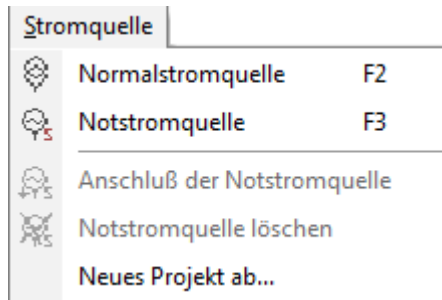 Stromquelle
Normalstromquelle F2
Notstromquelle F3
Anschluß der Notstromquelle
Notstromquelle löschen
Neues Projekt ab...